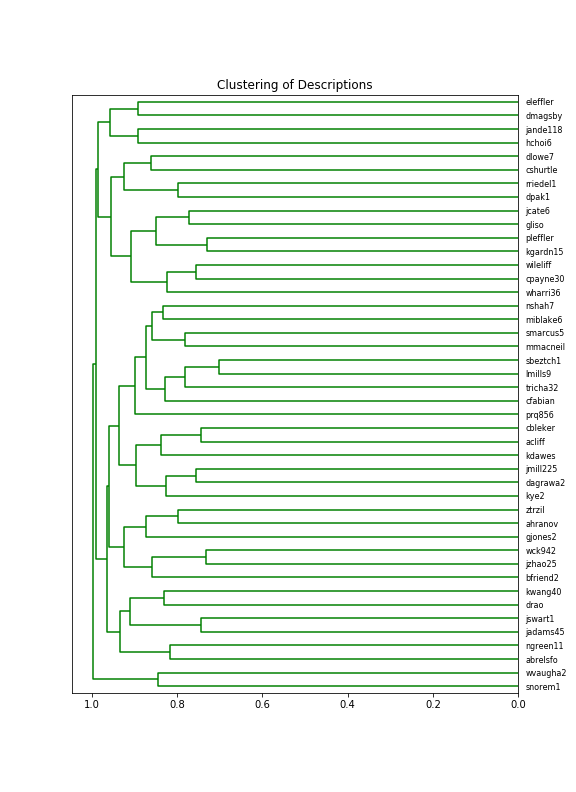 Clustering of Descriptions
eleffler
dmagsby
jande118
hchoi6
dlowe7
cshurtle
rriedel1
dpak1
jcate6
gliso
pleffler
kgardn15
wileliff
cpayne30
wharri36
nshah7
miblake6
smarcus5
mmacneil
sbeztch1
lmills9
tricha32
cfabian
prq856
cbleker
acliff
kdawes
jmill225
dagrawa2
kye2
ztrzil
ahranov
gjones2
wck942
jzhao25
bfriend2
kwang40
drao
jswart1
jadams45
ngreen11
abrelsfo
wvaugha2
snorem1
1.0 0.8 0.6 0.4 0.2 0.0